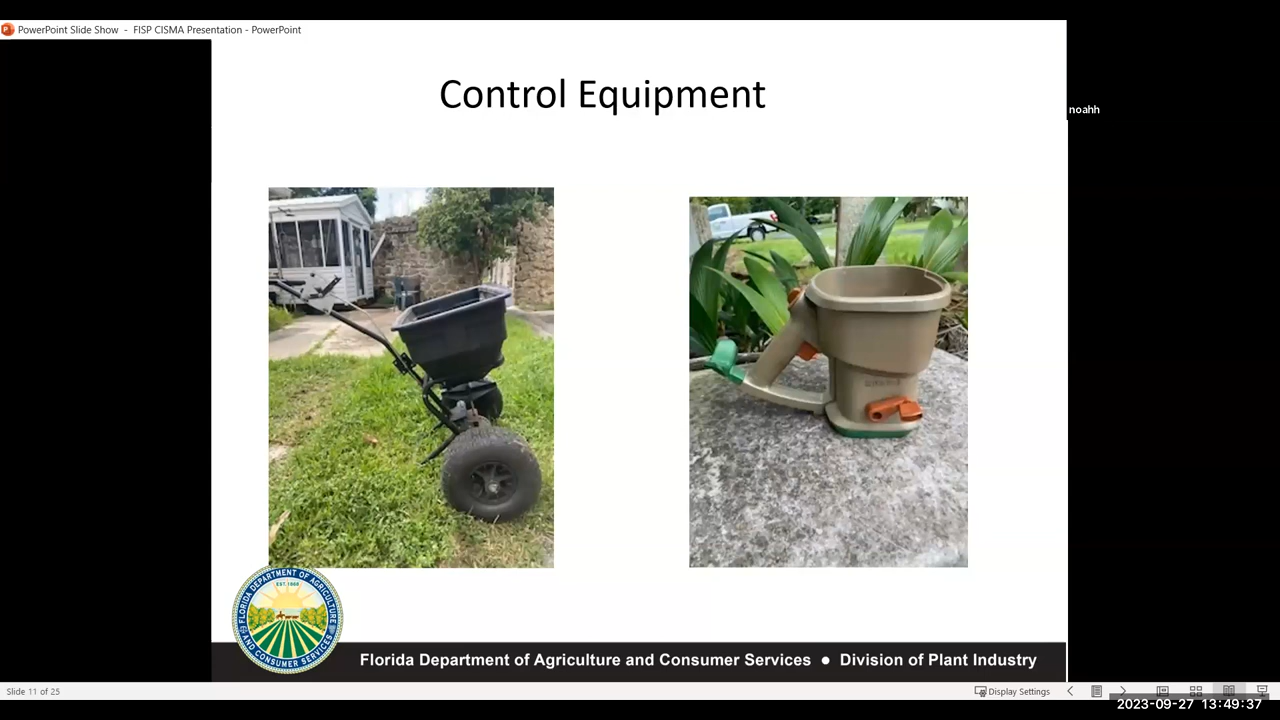 PowerPoint Slide Show - FISP CISMA Presentation - PowerPoint
Control Equipment
noahh
FLORIDA DEPARTMENT OF AGRICULTURE
EST. 1868
AND CONSUMER SERVICES
Florida Department of Agriculture and Consumer Services ● Division of Plant Industry
Slide 11 of 25
Display Settings
2023-09-27 13:49:37